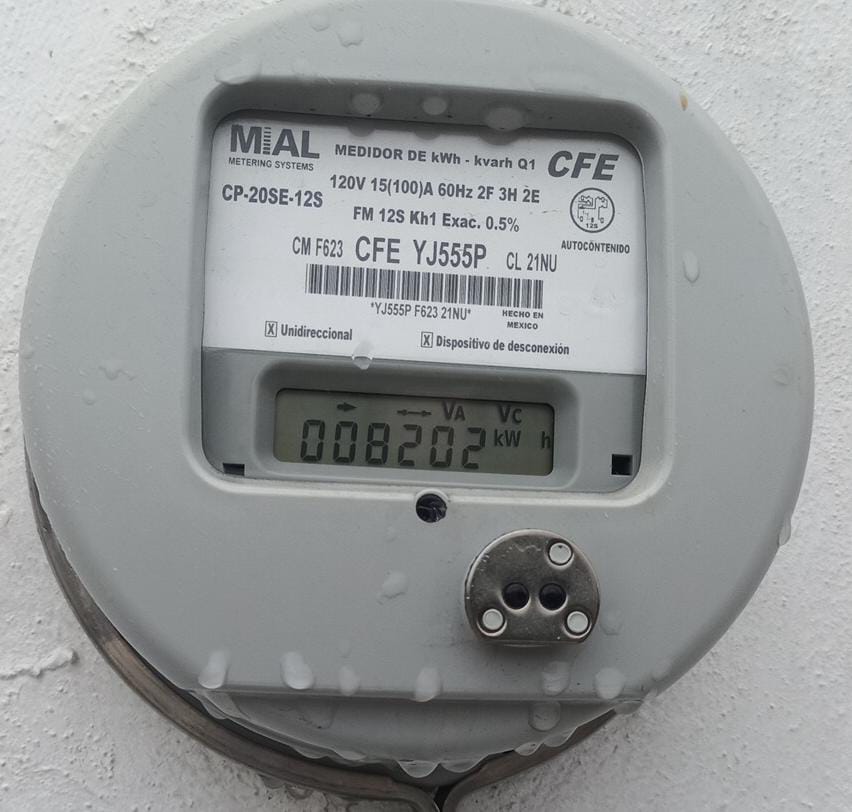 MIAL
METERING SYSTEMS
MEDIDOR DE kWh - kvarh Q1
CFE
CP-20SE-12S
120V 15(100)A 60Hz 2F 3H 2E
FM 12S Kh1 Exac. 0.5%
12S
AUTOCONTENIDO
CM F623 CFE YJ555P CL 21NU
*YJ555P F623 21NU*
HECHO EN
MEXICO
X Unidireccional
X Dispositivo de desconexión
VA VC
008202 kW h